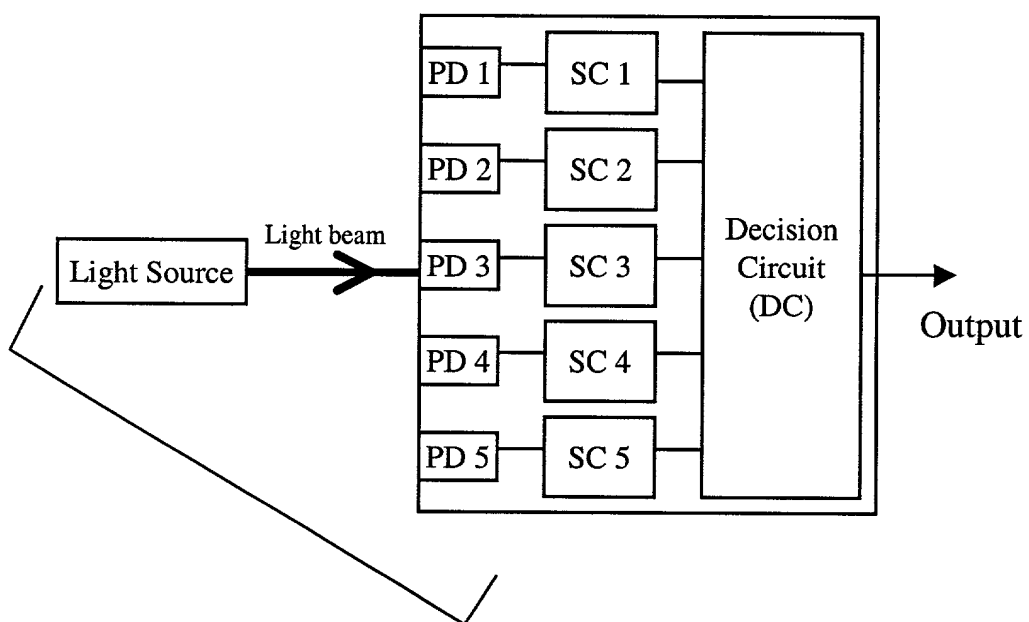 PD 1
SC 1
PD 2
SC 2
Light beam
Light Source
PD 3
SC 3
Decision
Circuit
(DC)
Output
PD 4
SC 4
PD 5
SC 5